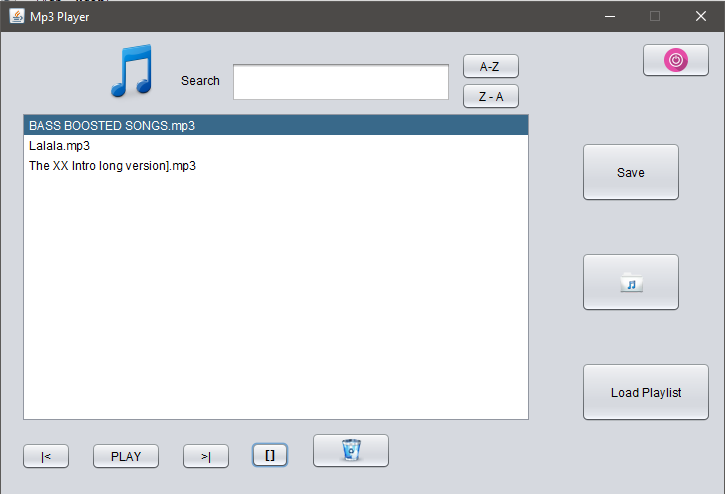 Mp3 Player
Search
A-Z
Z - A
BASS BOOSTED SONGS.mp3
Lalala.mp3
The XX Intro long version].mp3
Save
Load Playlist
|<
PLAY
>|
[]